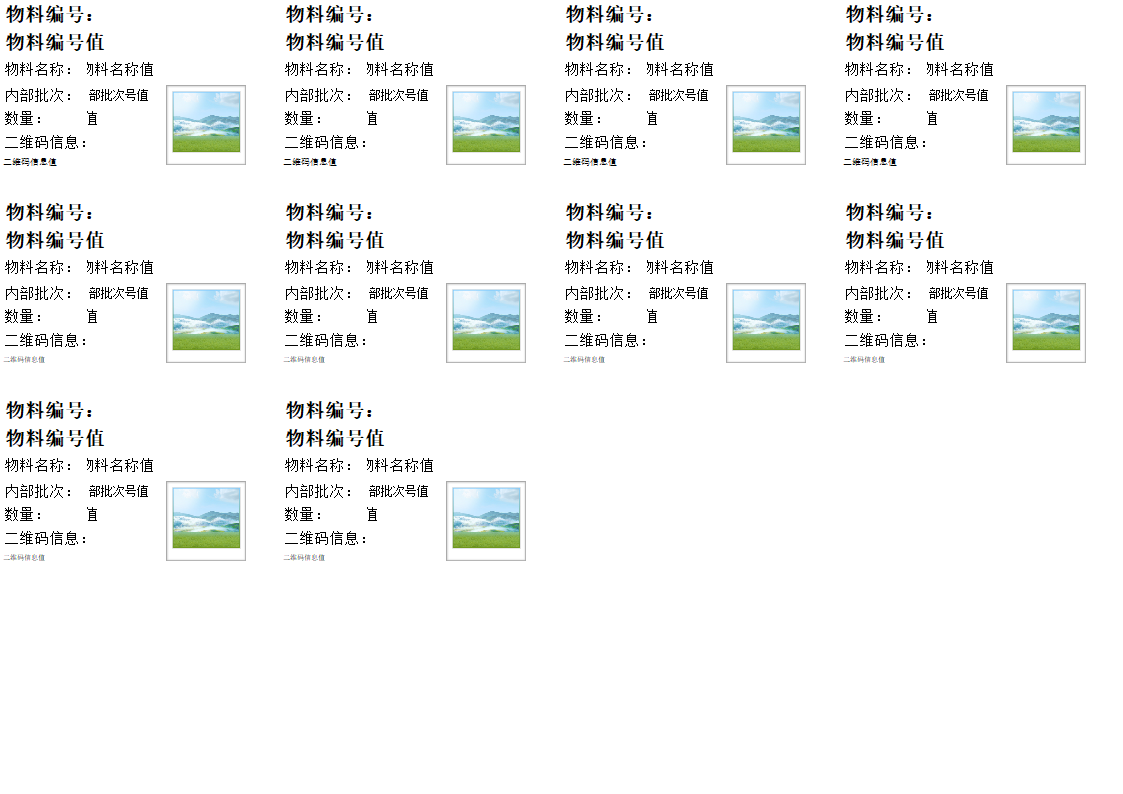 物料编号：
物料编号值
物料名称： 物料名称值
内部批次： 部批次号值
数量： 值
二维码信息：
二维码信息值
物料编号：
物料编号值
物料名称： 物料名称值
内部批次： 部批次号值
数量： 值
二维码信息：
二维码信息值
物料编号：
物料编号值
物料名称： 物料名称值
内部批次： 部批次号值
数量： 值
二维码信息：
二维码信息值
物料编号：
物料编号值
物料名称： 物料名称值
内部批次： 部批次号值
数量： 值
二维码信息：
二维码信息值
物料编号：
物料编号值
物料名称： 物料名称值
内部批次： 部批次号值
数量： 值
二维码信息：
二维码信息值
物料编号：
物料编号值
物料名称： 物料名称值
内部批次： 部批次号值
数量： 值
二维码信息：
二维码信息值
物料编号：
物料编号值
物料名称： 物料名称值
内部批次： 部批次号值
数量： 值
二维码信息：
二维码信息值
物料编号：
物料编号值
物料名称： 物料名称值
内部批次： 部批次号值
数量： 值
二维码信息：
二维码信息值
物料编号：
物料编号值
物料名称： 物料名称值
内部批次： 部批次号值
数量： 值
二维码信息：
二维码信息值
物料编号：
物料编号值
物料名称： 物料名称值
内部批次： 部批次号值
数量： 值
二维码信息：
二维码信息值